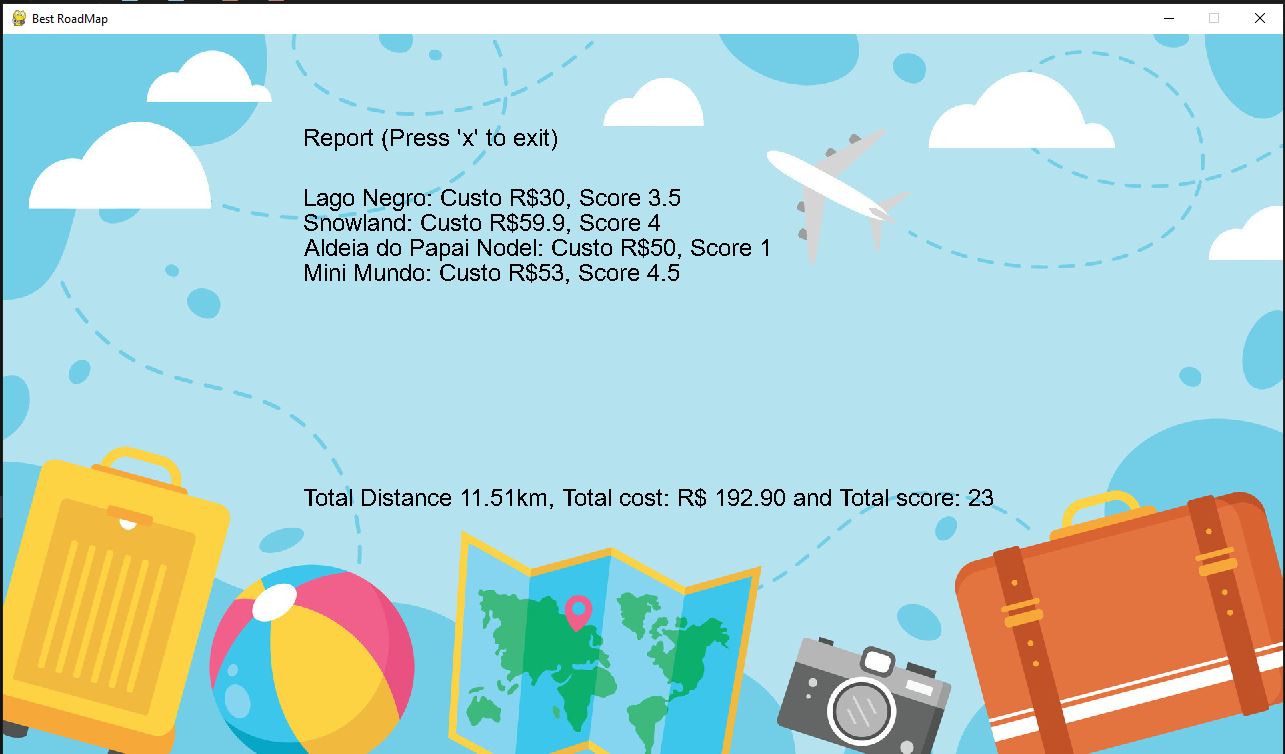 Best RoadMap
Report (Press 'x' to exit)
Lago Negro: Custo R$30, Score 3.5
Snowland: Custo R$59.9, Score 4
Aldeia do Papai Nodel: Custo R$50, Score 1
Mini Mundo: Custo R$53, Score 4.5
Total Distance 11.51km, Total cost: R$ 192.90 and Total score: 23